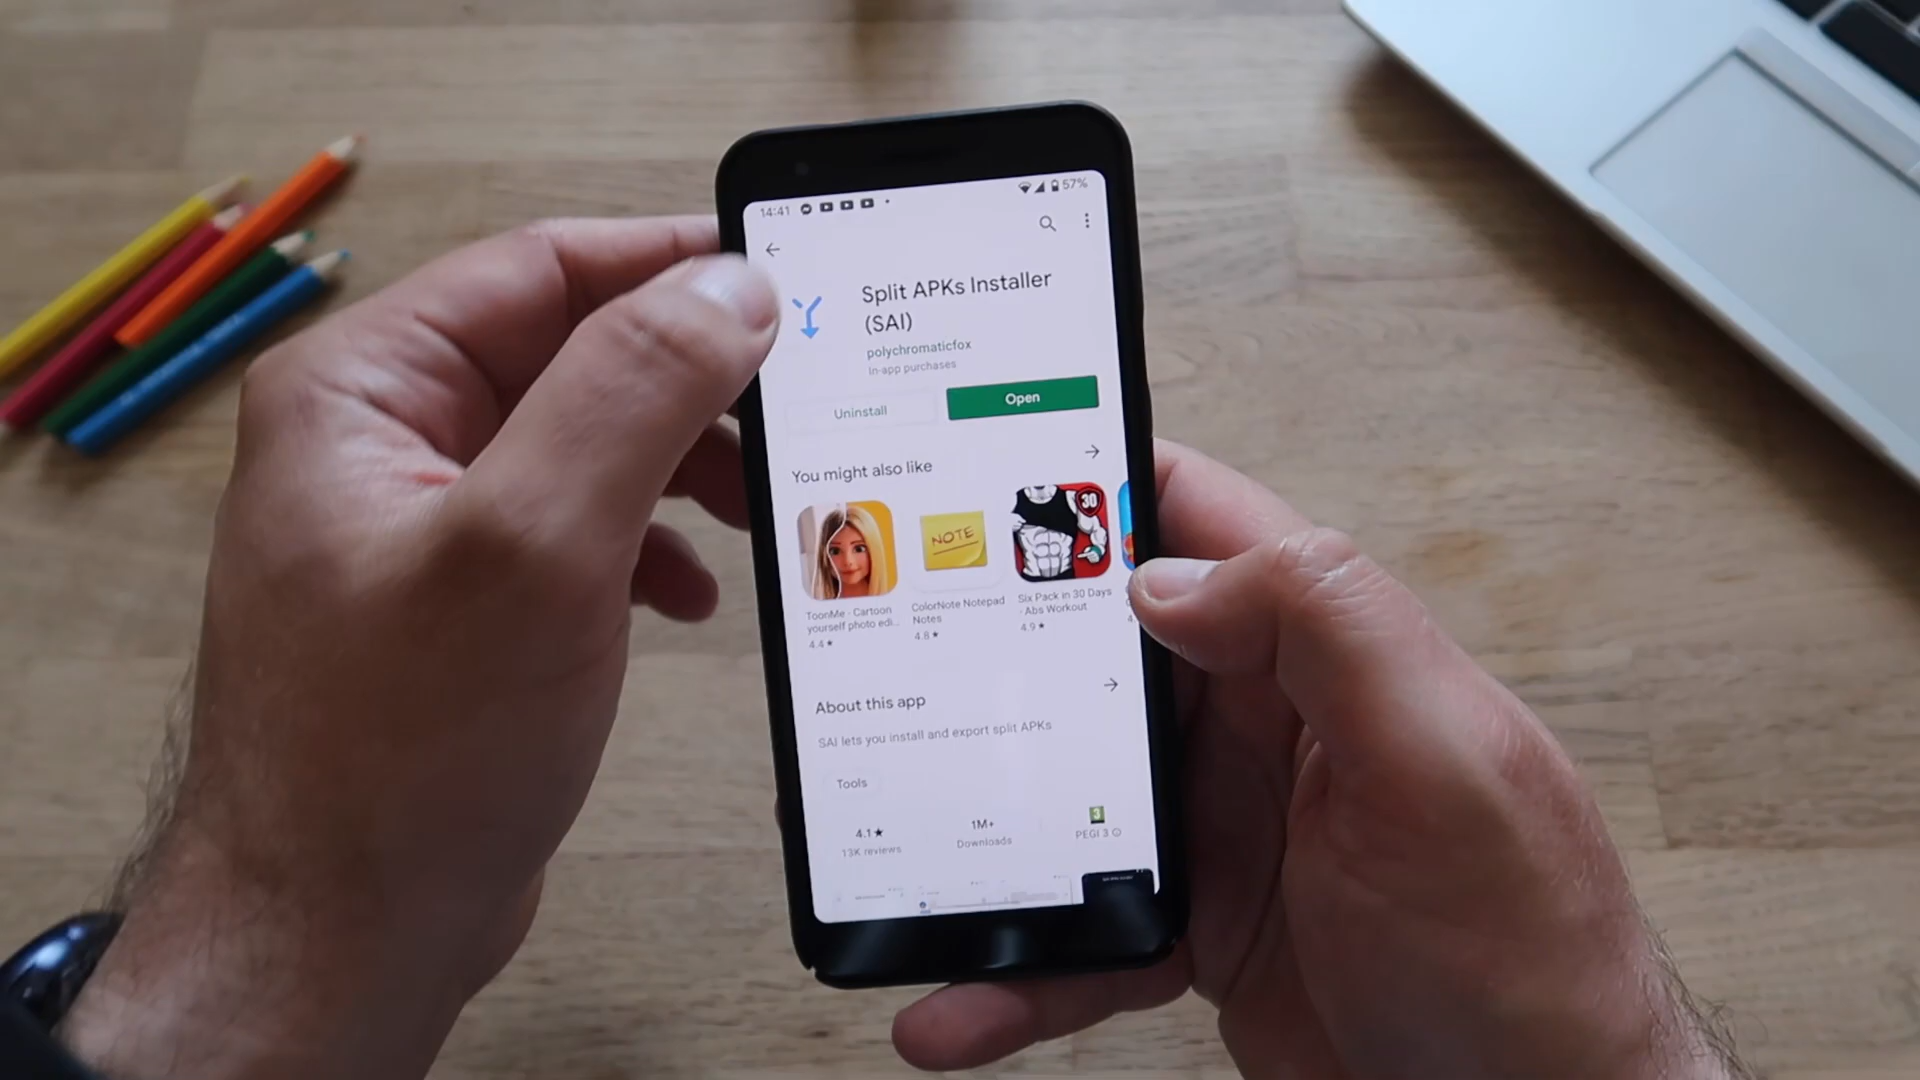 14:41
57%
Split APKs Installer
(SAI)
polychromaticfox
In-app purchases
Uninstall
Open
You might also like
NOTE
30
ToonMe - Cartoon
yourself photo edi...
4.4★
ColorNote Notepad
Notes
4.8★
Six Pack in 30 Days
- Abs Workout
4.9★
4.
About this app
SAI lets you install and export split APKs
Tools
4.1★
13K reviews
1M+
Downloads
3
PEGI 3